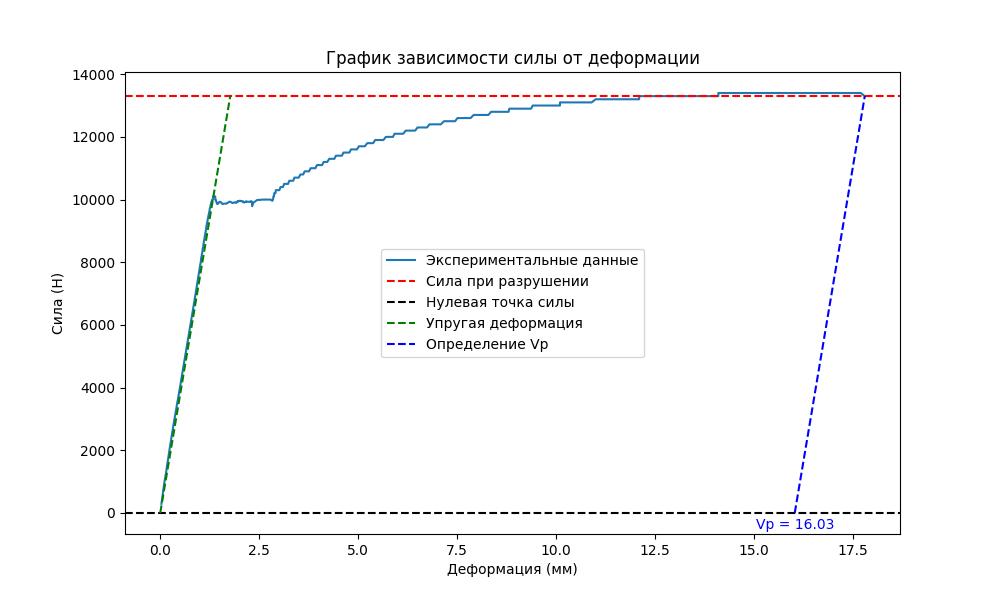 График зависимости силы от деформации
14000
12000
10000
8000
6000
4000
2000
0
Сила (Н)
Экспериментальные данные
Сила при разрушении
Нулевая точка силы
Упругая деформация
Определение Vp
Vp = 16.03
0.0 2.5 5.0 7.5 10.0 12.5 15.0 17.5
Деформация (мм)